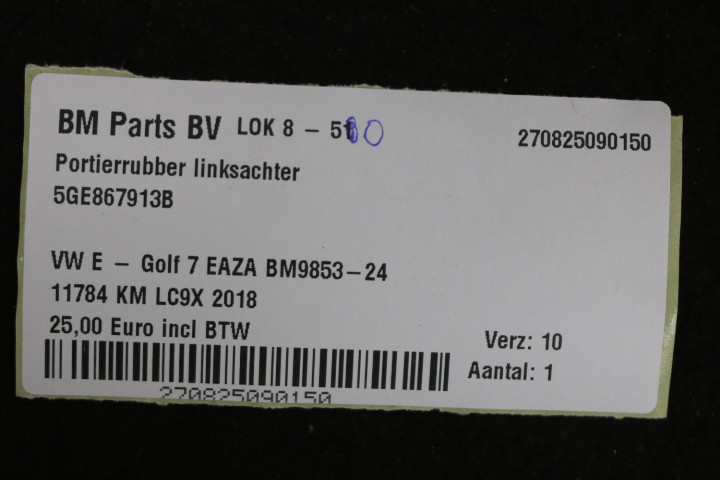 BM Parts BV LOK 8 - 510 270825090150
Portierrubber linksachter
5GE867913B
VW E - Golf 7 EAZA BM9853-24
11784 KM LC9X 2018
25,00 Euro incl BTW
Verz: 10
Aantal: 1
270825090150